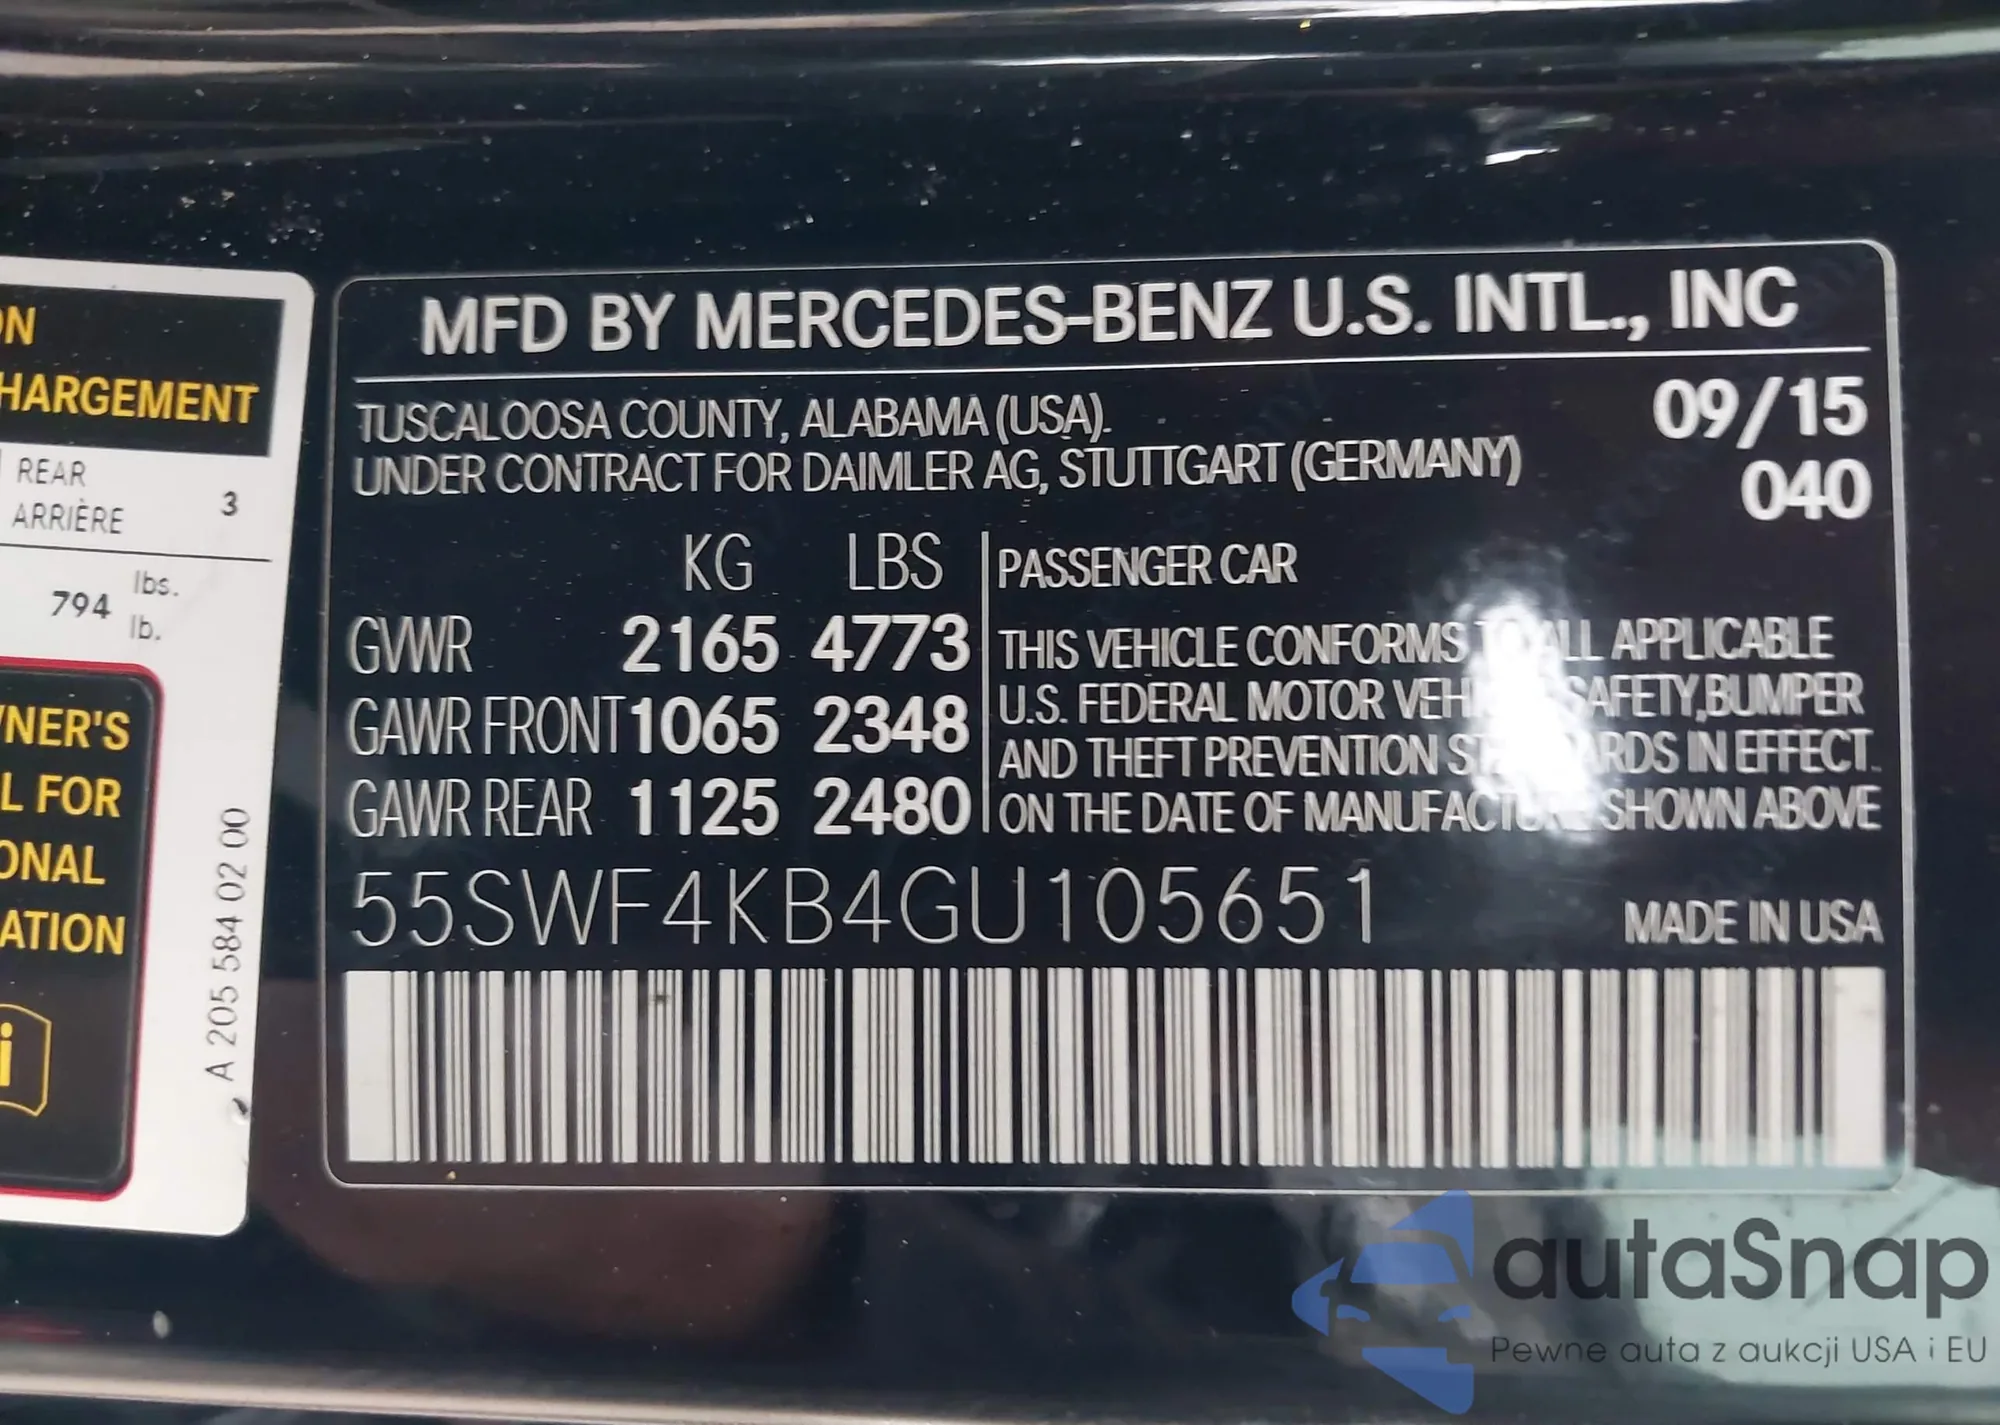 ON
HARGEMENT
REAR
ARRIÈRE
3
794
lbs.
lb.
NER'S
L FOR
ONAL
ATION
i
A 205 584 02 00
MFD BY MERCEDES-BENZ U.S. INTL., INC
TUSCALOOSA COUNTY, ALABAMA (USA).
09/15
UNDER CONTRACT FOR DAIMLER AG, STUTTGART (GERMANY)
040
KG LBS
PASSENGER CAR
GVWR 2165 4773
GAWR FRONT 1065 2348
GAWR REAR 1125 2480
THIS VEHICLE CONFORMS ALL APPLICABLE
U.S. FEDERAL MOTOR VEH SAFETY, BUMPER
AND THEFT PREVENTION ST ARDS IN EFFECT
ON THE DATE OF MANUFACTU SHOWN ABOVE
55SWF4KB4GU105651
MADE IN USA
autaSnap
Pewne auta z aukcji USA i EU